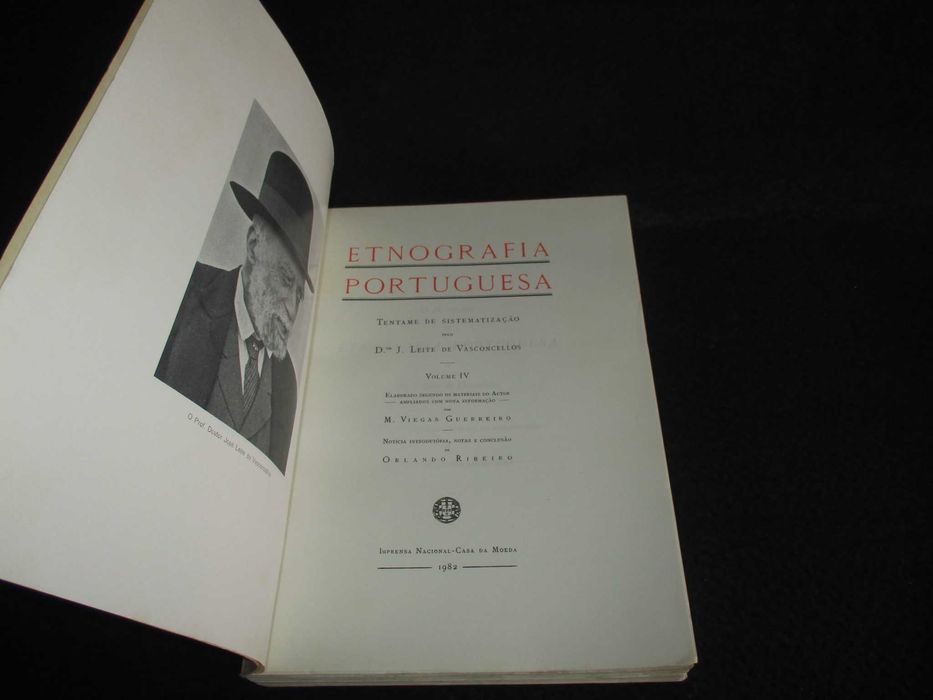 O Prof. Doutor José Leite de Vasconcellos
ETNOGRAFIA
PORTUGUESA
TENTAME DE SISTEMATIZAÇÃO
PELO
D.OR J. LEITE DE VASCONCELLOS
VOLUME IV
ELABORADO SEGUNDO OS MATERIAIS DO AUTOR
AMPLIADOS COM NOVA INFORMAÇÃO
POR
M. VIEGAS GUERREIRO
NOTÍCIA INTRODUTÓRIA, NOTAS E CONCLUSÃO
DE
ORLANDO RIBEIRO
IMPRENSA NACIONAL-CASA DA MOEDA
1982